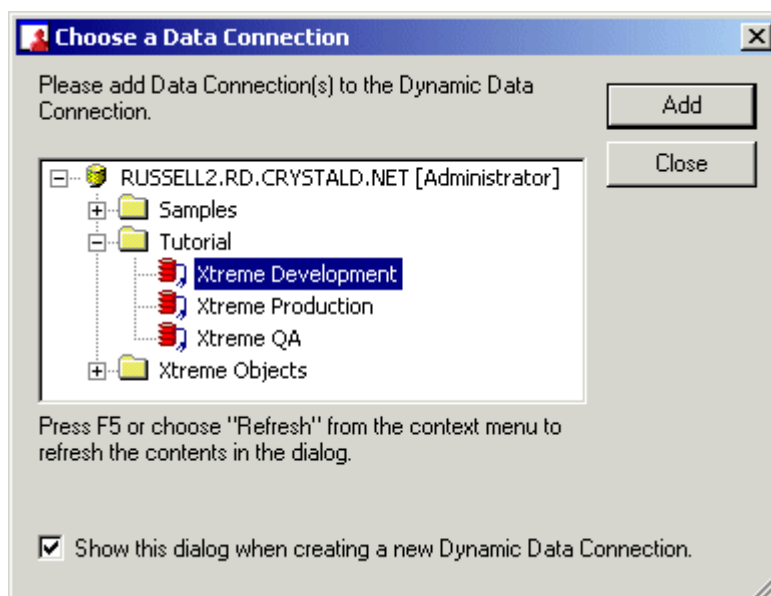 Choose a Data Connection
Please add Data Connection(s) to the Dynamic Data
Connection.
Add
Close
RUSSELL2.RD.CRYSTALD.NET [Administrator]
Samples
Tutorial
Xtreme Development
Xtreme Production
Xtreme QA
Xtreme Objects
Press F5 or choose "Refresh" from the context menu to
refresh the contents in the dialog.
Show this dialog when creating a new Dynamic Data Connection.